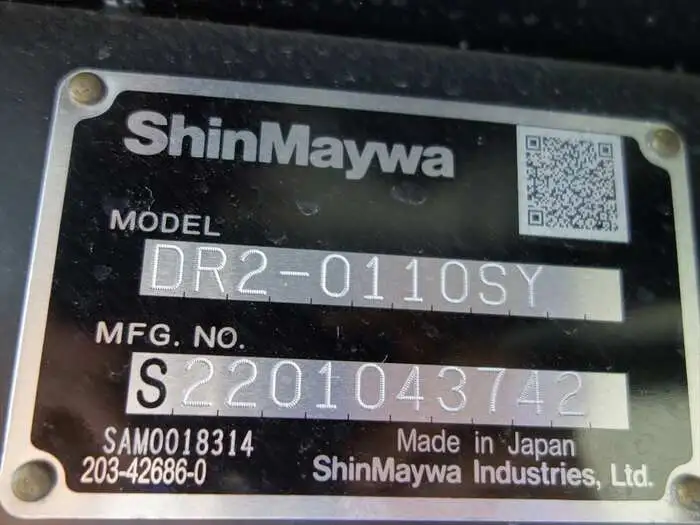 ShinMaywa
MODEL
DR2-0110SY
MFG. NO.
S2201043742
SAM0018314
203-42686-0
Made in Japan
ShinMaywa Industries, Ltd.